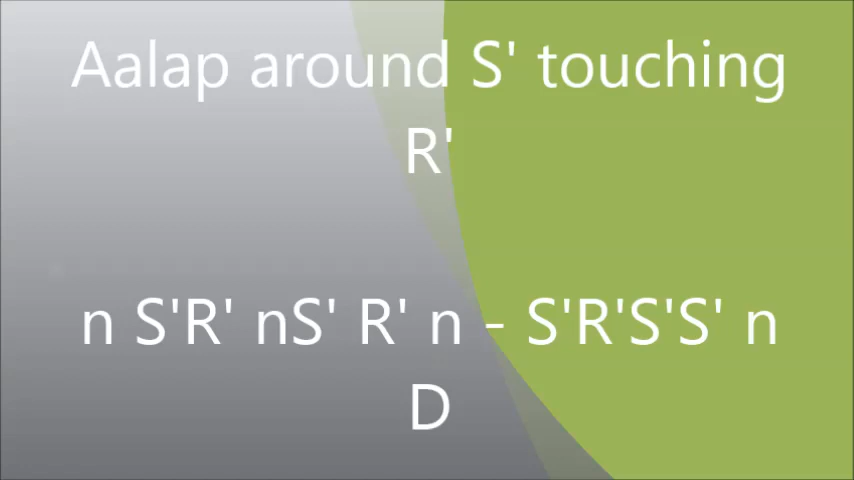 Aalap around S' touching
R'
n S'R' nS' R' n - S'R'S'S' n
D